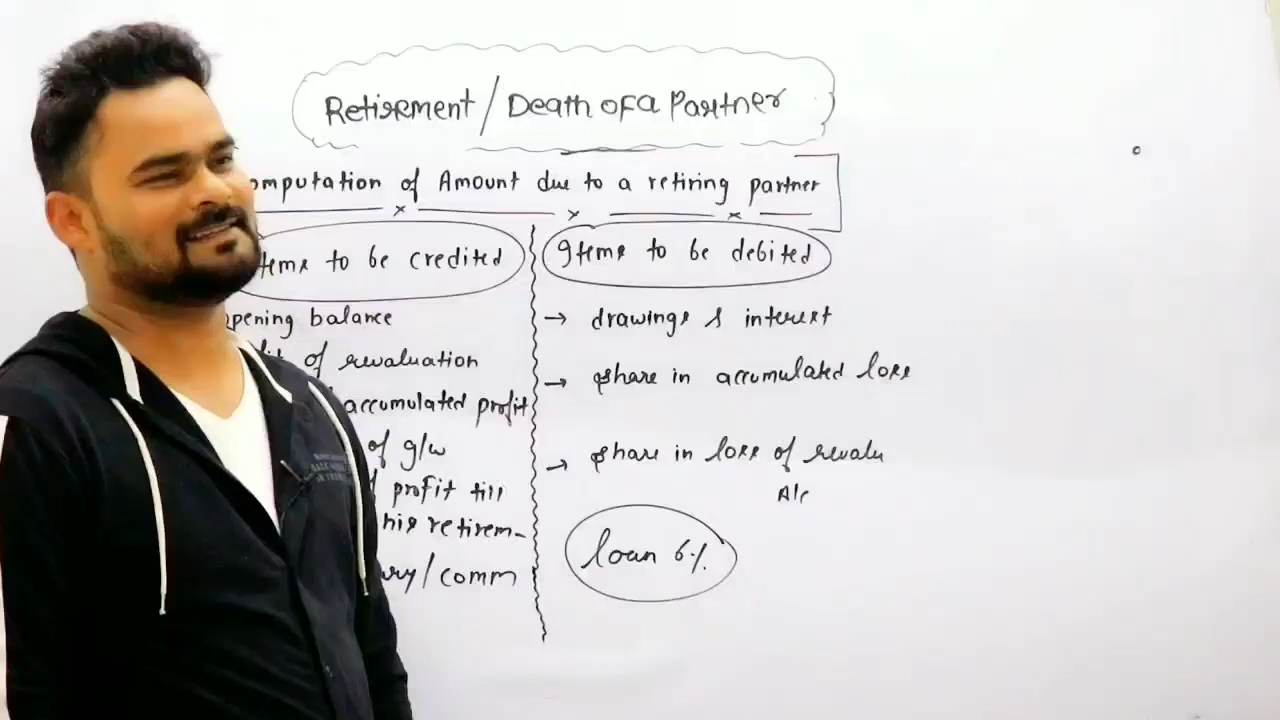 Retirement / Death of a Partner
omputation of Amount due to a retiring partner
tems to be credited
pening balance
of revaluation
accumulated profit
of g/w
profit till
his retirem-
/ comm
Items to be debited
→ drawings & interest
→ share in accumulated loss
→ share in loss of revalu
A/c
loan 6%